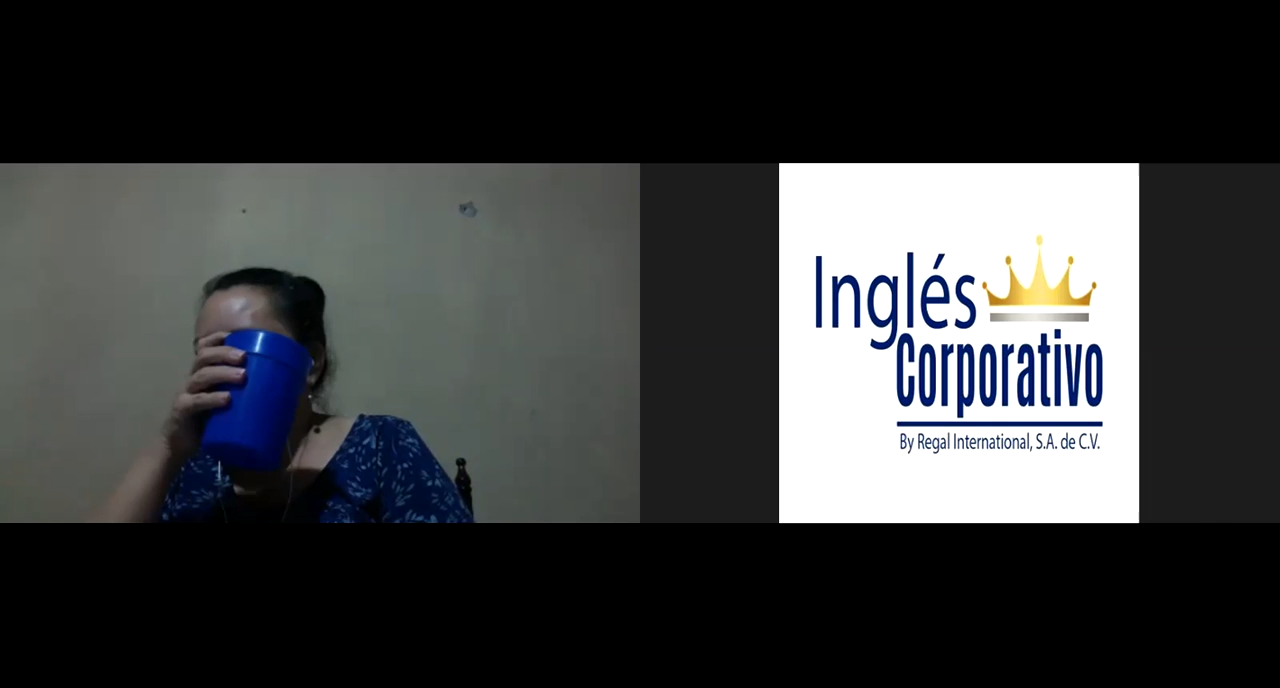 Inglés
Corporativo
By Regal International, S.A. de C.V.